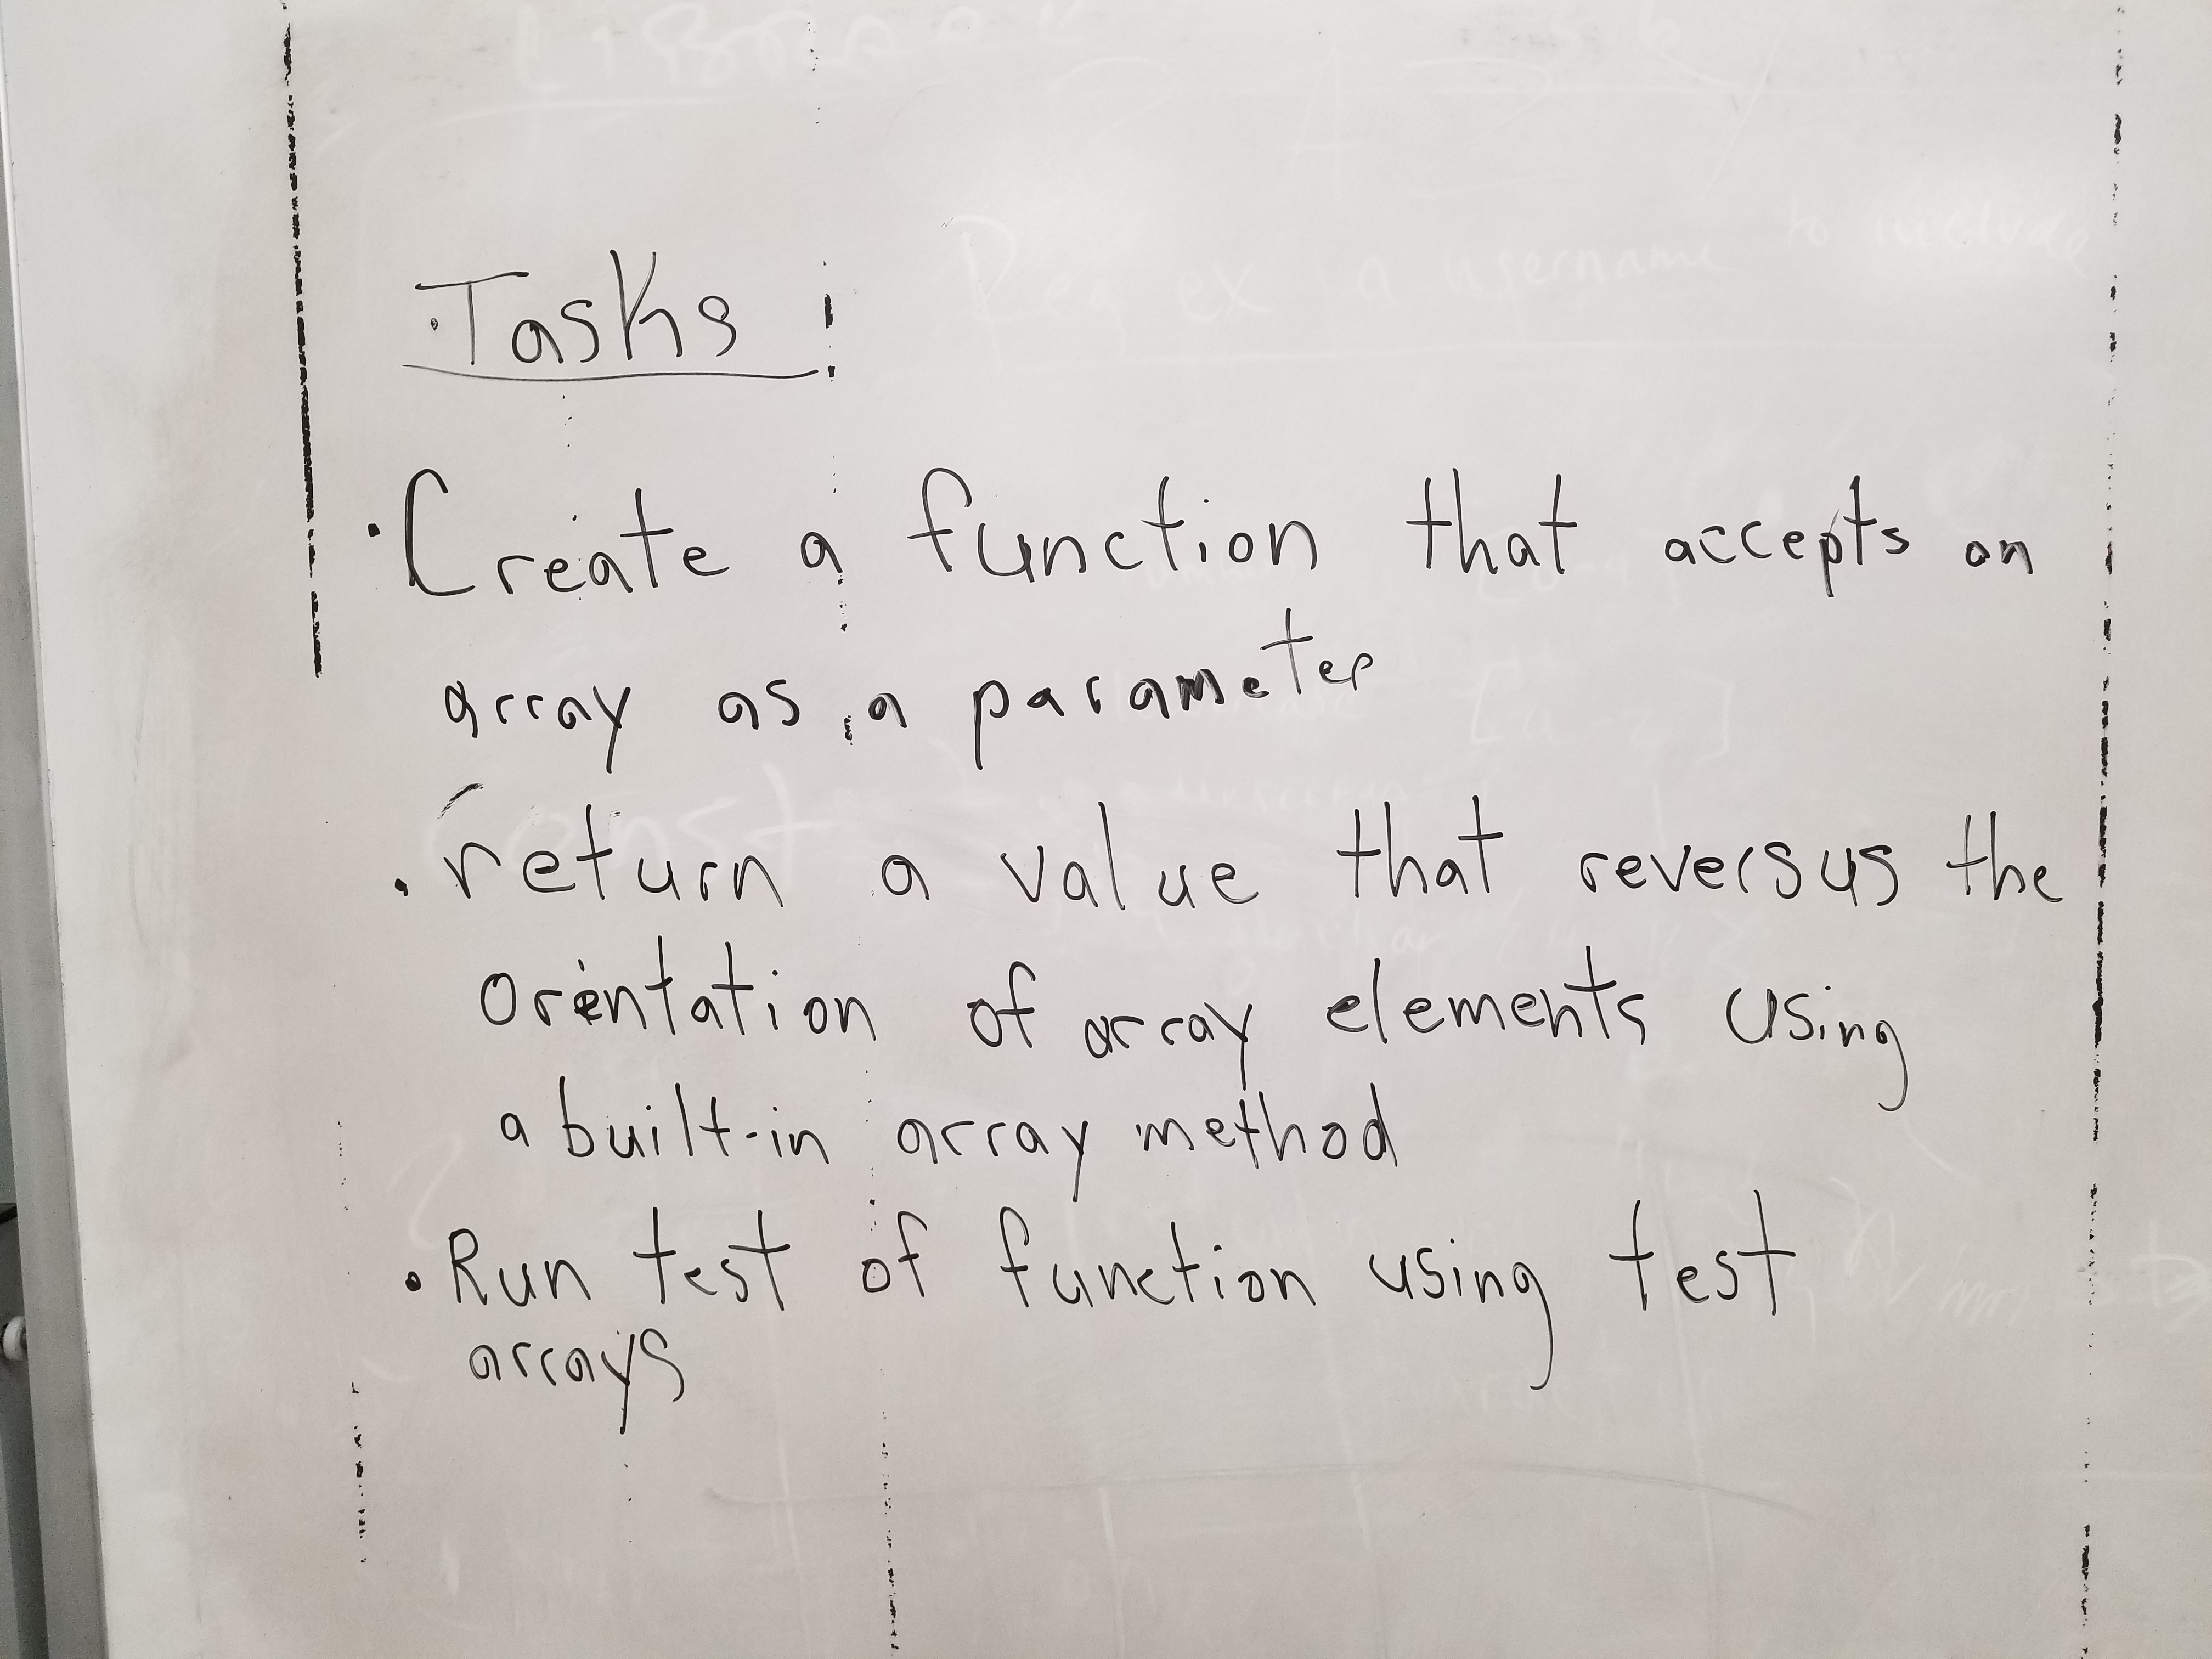 Tasks
• Create a function that accepts an
array as a parameter
• return a value that reversus the
orientation of array elements using
a built-in array method
• Run test of function using test
arrays